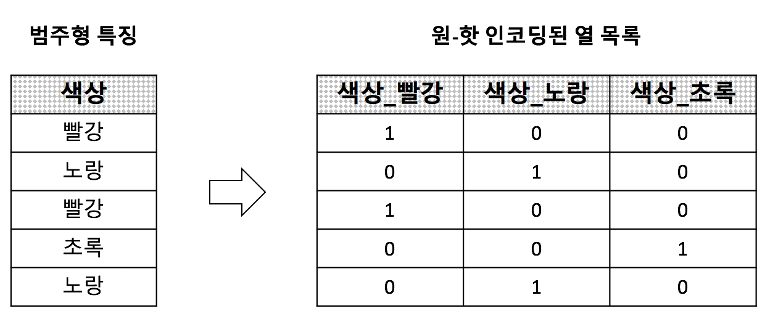 범주형 특징
원-핫 인코딩된 열 목록
색상
색상_빨강 색상_노랑 색상_초록
빨강
1 0 0
노랑
0 1 0
빨강
1 0 0
초록
0 0 1
노랑
0 1 0